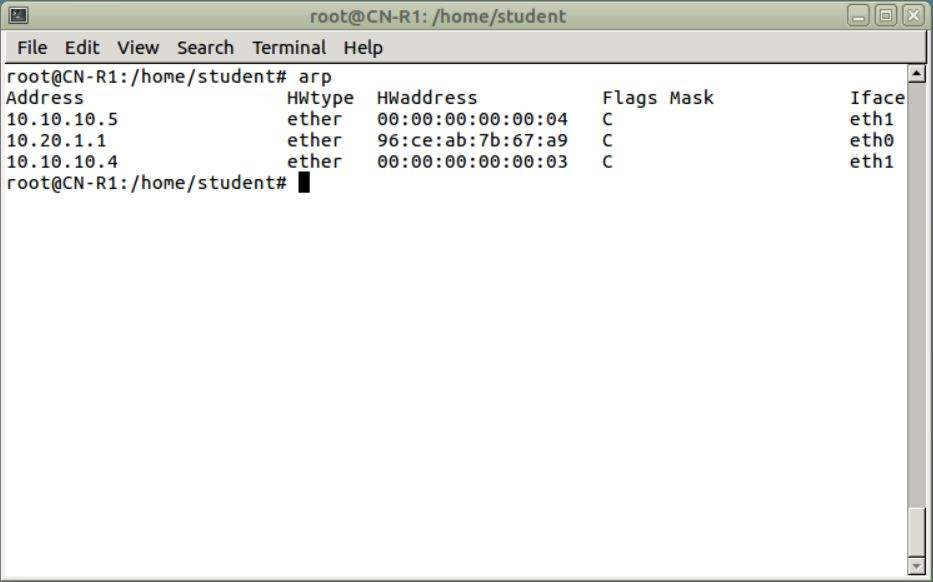 root@CN-R1: /home/student
File Edit View Search Terminal Help
root@CN-R1:/home/student# arp
Address                  HWtype  HWaddress           Flags Mask            Iface
10.10.10.5               ether   00:00:00:00:00:04   C                     eth1
10.20.1.1                ether   96:ce:ab:7b:67:a9   C                     eth0
10.10.10.4               ether   00:00:00:00:00:03   C                     eth1
root@CN-R1:/home/student#